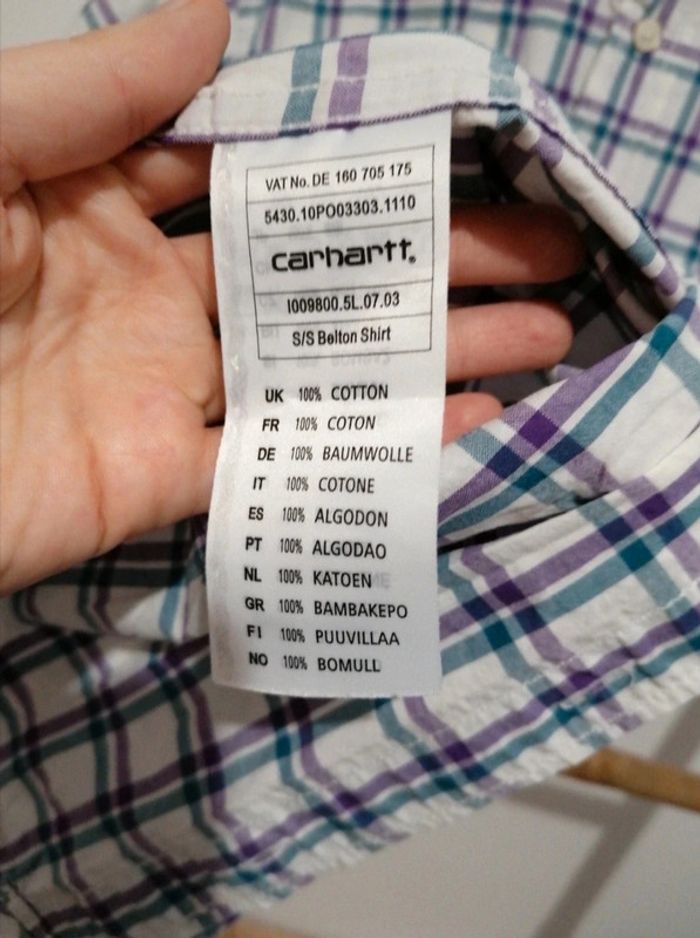 VAT No. DE 160 705 175
5430.10PO03303.1110
carhartt®
I009800.5L.07.03
S/S Belton Shirt
UK 100% COTTON
FR 100% COTON
DE 100% BAUMWOLLE
IT 100% COTONE
ES 100% ALGODON
PT 100% ALGODAO
NL 100% KATOEN
GR 100% BAMBAKEPO
FI 100% PUUVILLAA
NO 100% BOMULL